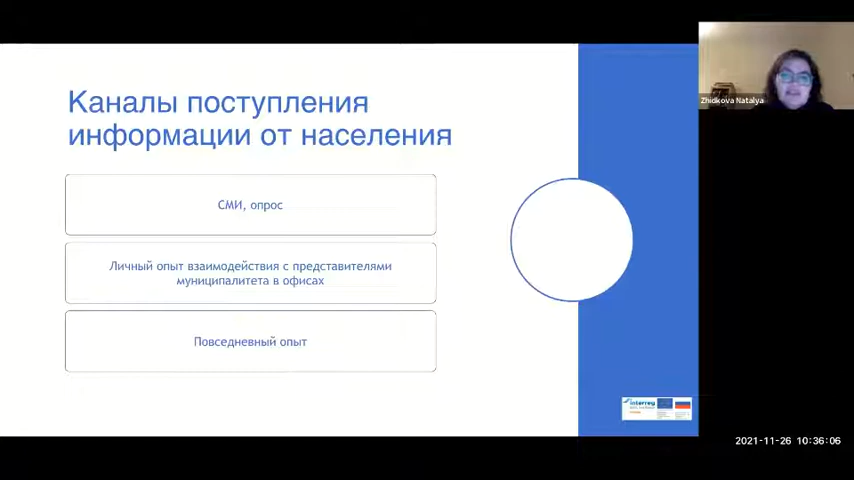 Каналы поступления
информации от населения
СМИ, опрос
Личный опыт взаимодействия с представителями
муниципалитета в офисах
Повседневный опыт
Zhidkova Natalya
interreg
2021-11-26 10:36:06